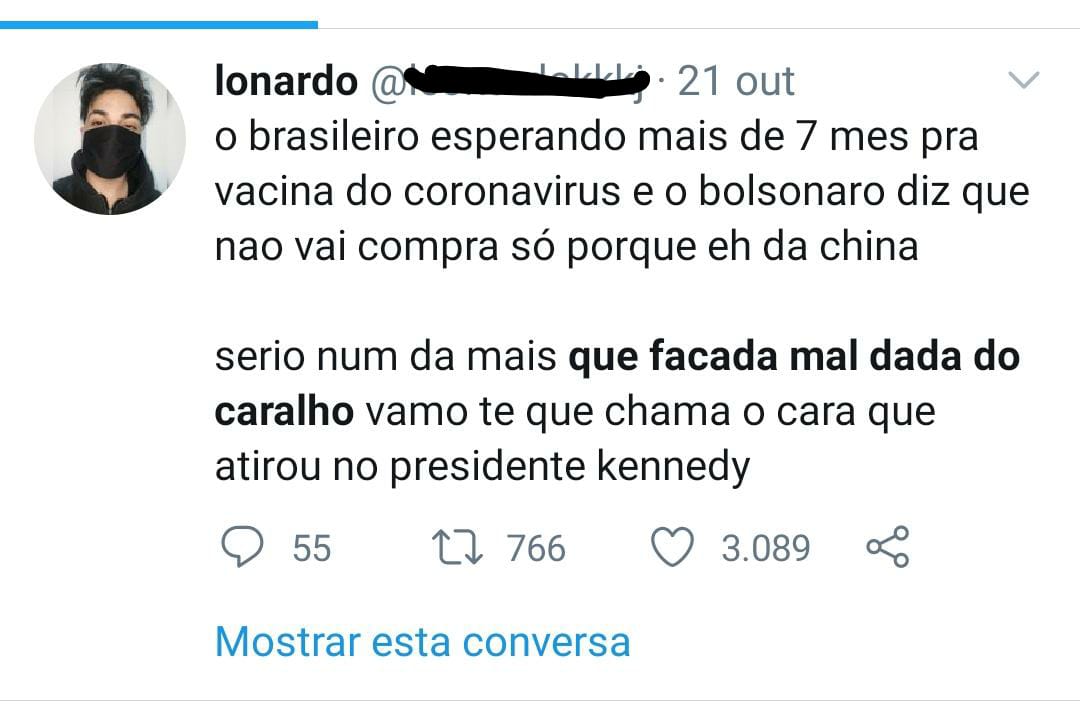 lonardo @ · 21 out
o brasileiro esperando mais de 7 mes pra
vacina do coronavirus e o bolsonaro diz que
nao vai compra só porque eh da china
serio num da mais que facada mal dada do
caralho vamo te que chama o cara que
atirou no presidente kennedy
55 766 3.089
Mostrar esta conversa